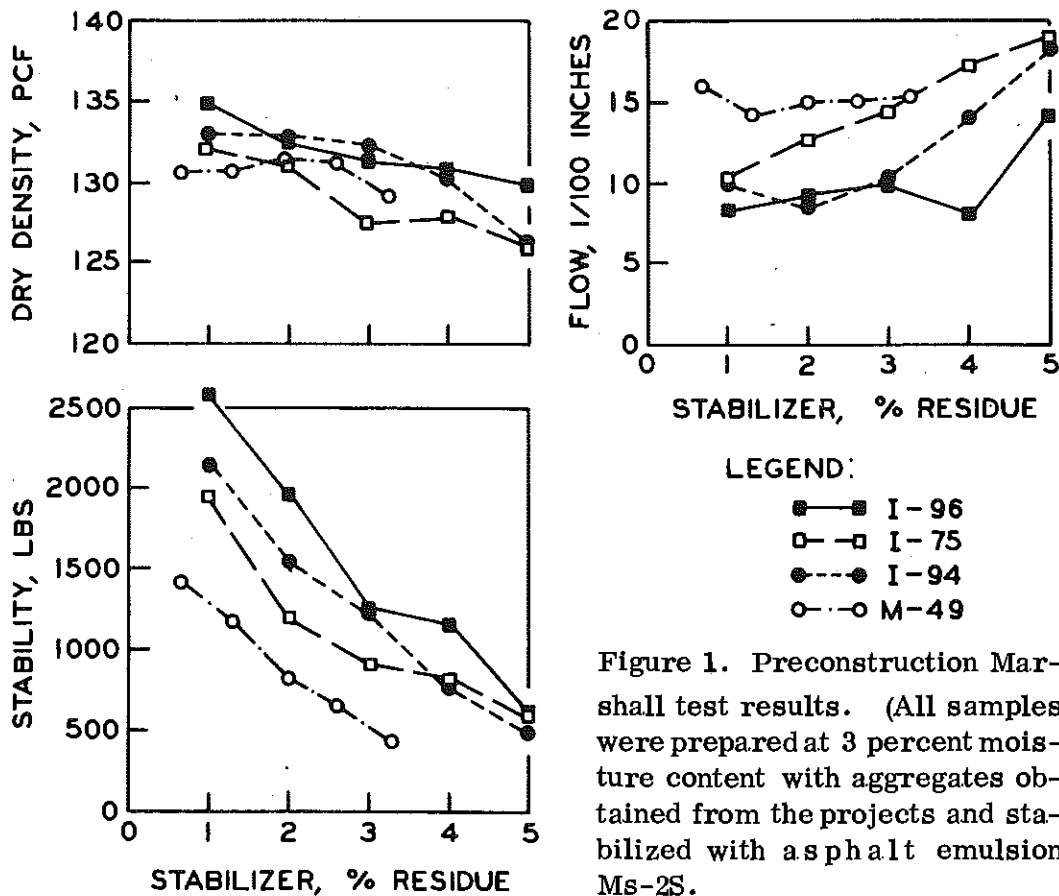 DRY DENSITY, PCF
140
135
130
125
120
FLOW, 1/100 INCHES
20
15
10
5
0
0 1 2 3 4 5
STABILIZER, % RESIDUE
STABILITY, LBS
2500
2000
1500
1000
500
0
0 1 2 3 4 5
STABILIZER, % RESIDUE
LEGEND:
I-96
I-75
I-94
M-49
Figure 1. Preconstruction Mar-
shall test results. (All samples
were prepared at 3 percent mois-
ture content with aggregates ob-
tained from the projects and sta-
bilized with asphalt emulsion
Ms-2S.